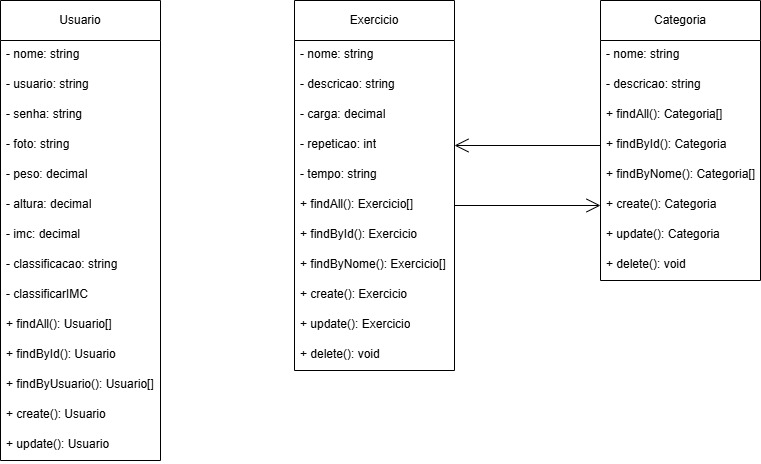 Usuario
- nome: string
- usuario: string
- senha: string
- foto: string
- peso: decimal
- altura: decimal
- imc: decimal
- classificacao: string
- classificarIMC
+ findAll(): Usuario[]
+ findById(): Usuario
+ findByUsuario(): Usuario[]
+ create(): Usuario
+ update(): Usuario
Exercicio
- nome: string
- descricao: string
- carga: decimal
- repeticao: int
- tempo: string
+ findAll(): Exercicio[]
+ findById(): Exercicio
+ findByNome(): Exercicio[]
+ create(): Exercicio
+ update(): Exercicio
+ delete(): void
Categoria
- nome: string
- descricao: string
+ findAll(): Categoria[]
+ findById(): Categoria
+ findByNome(): Categoria[]
+ create(): Categoria
+ update(): Categoria
+ delete(): void